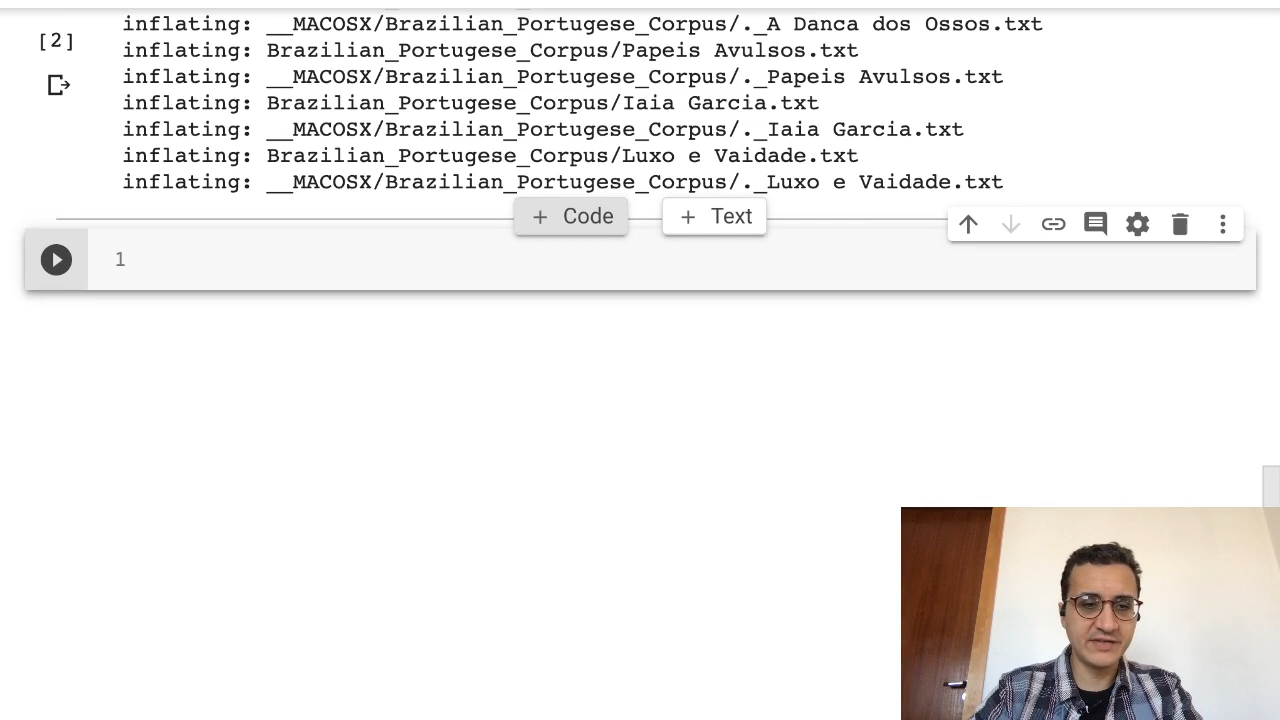 inflating: __MACOSX/Brazilian_Portugese_Corpus/._A Danca dos Ossos.txt
[2]
inflating: Brazilian_Portugese_Corpus/Papeis Avulsos.txt
inflating: __MACOSX/Brazilian_Portugese_Corpus/._Papeis Avulsos.txt
inflating: Brazilian_Portugese_Corpus/Iaia Garcia.txt
inflating: __MACOSX/Brazilian_Portugese_Corpus/._Iaia Garcia.txt
inflating: Brazilian_Portugese_Corpus/Luxo e Vaidade.txt
inflating: __MACOSX/Brazilian_Portugese_Corpus/._Luxo e Vaidade.txt
+ Code + Text
1